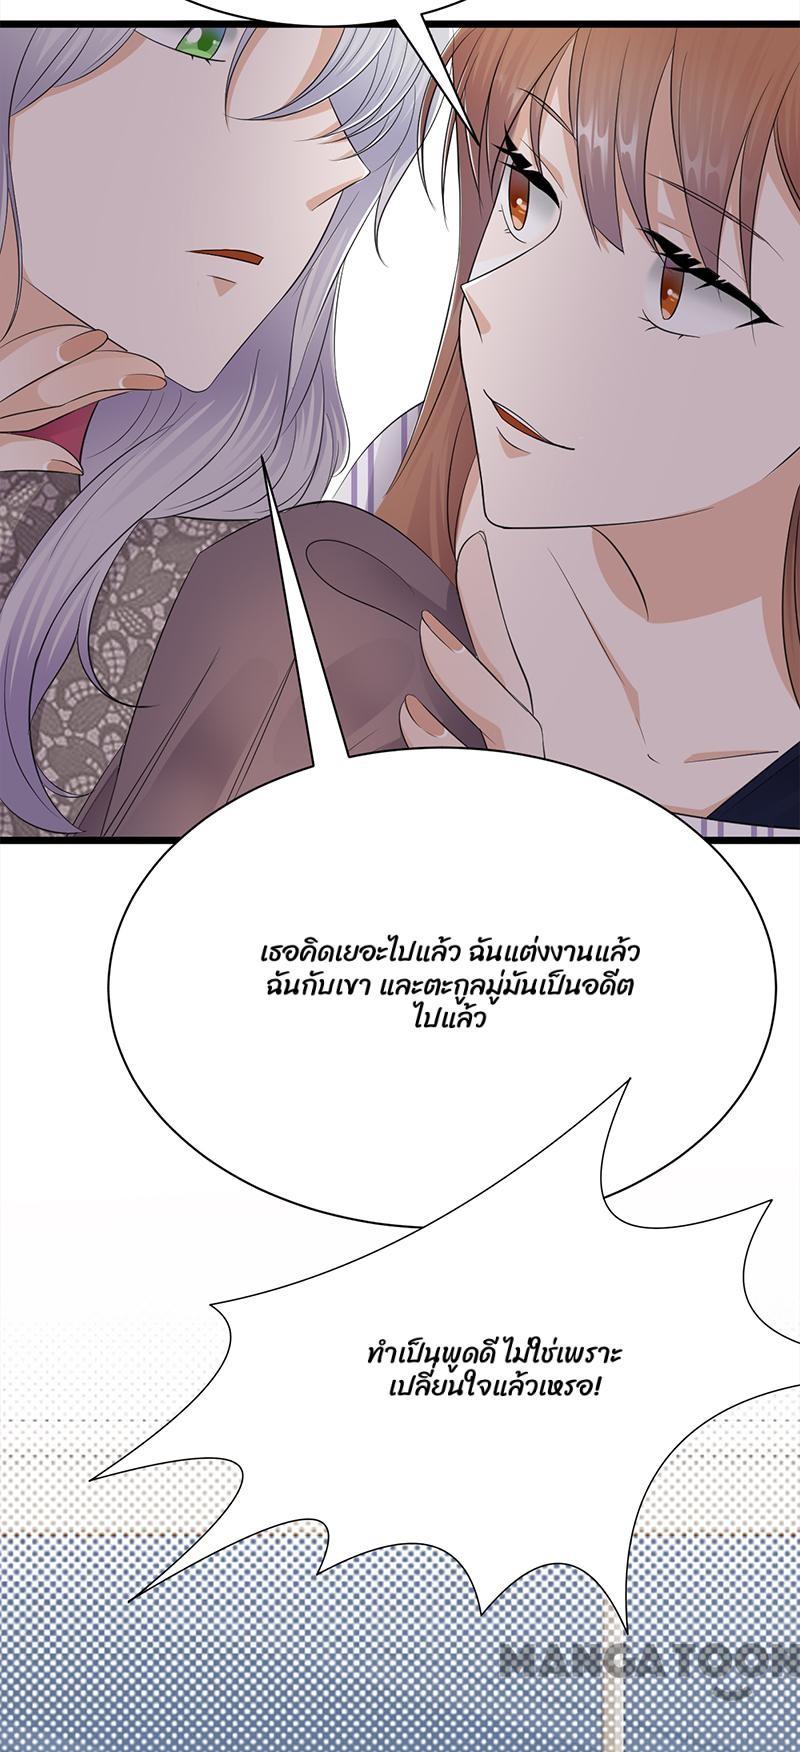 เธอคิดเยอะไปแล้ว ฉันแต่งงานแล้ว
ฉันกับเขา และตะกูลมู่มันเป็นอดีต
ไปแล้ว
ทำเป็นพูดดี ไม่ใช่เพราะ
เปลี่ยนใจแล้วเหรอ!
MANGA TOON